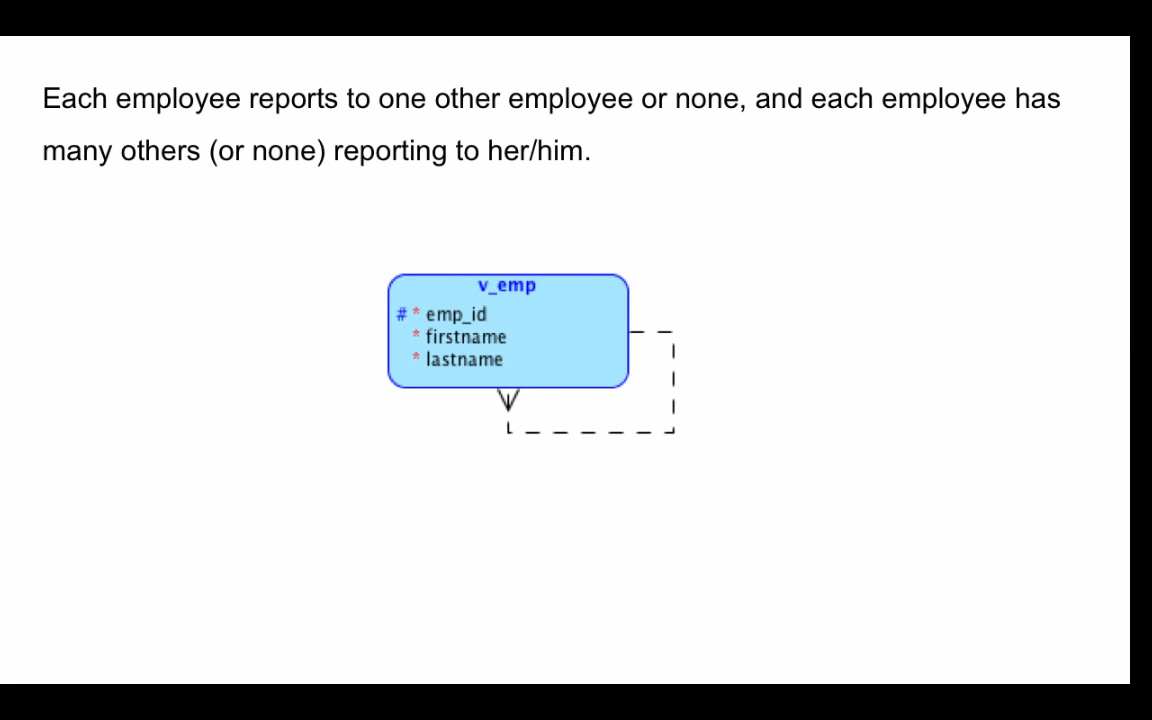 Each employee reports to one other employee or none, and each employee has
many others (or none) reporting to her/him.
v_emp
# * emp_id
* firstname
* lastname